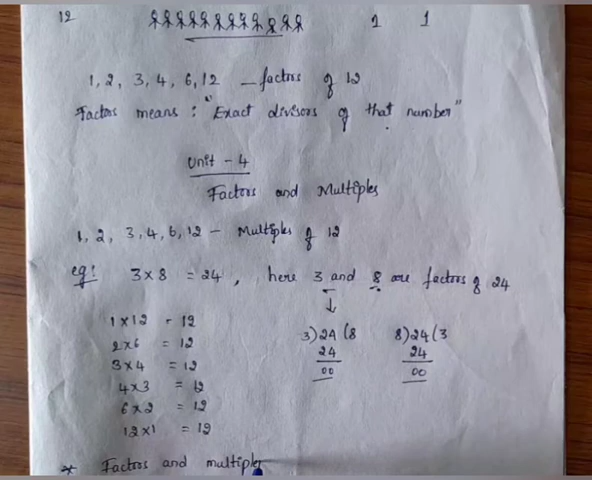 12 1 1
1, 2, 3, 4, 6, 12 - factors of 12
Factors means : "Exact divisors of that number"
Unit - 4
Factors and Multiples
1, 2, 3, 4, 6, 12 - Multiples of 12
eg: 3 x 8 = 24, here 3 and 8 are factors of 24
1 x 12 = 12
2 x 6 = 12
3 x 4 = 12
4 x 3 = 12
6 x 2 = 12
12 x 1 = 12
3)24(8
24
00
8)24(3
24
00
* Factors and multiple